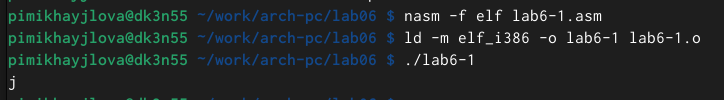 pimikhayjlova@dk3n55 ~/work/arch-pc/lab06 $ nasm -f elf lab6-1.asm
pimikhayjlova@dk3n55 ~/work/arch-pc/lab06 $ ld -m elf_i386 -o lab6-1 lab6-1.o
pimikhayjlova@dk3n55 ~/work/arch-pc/lab06 $ ./lab6-1
j